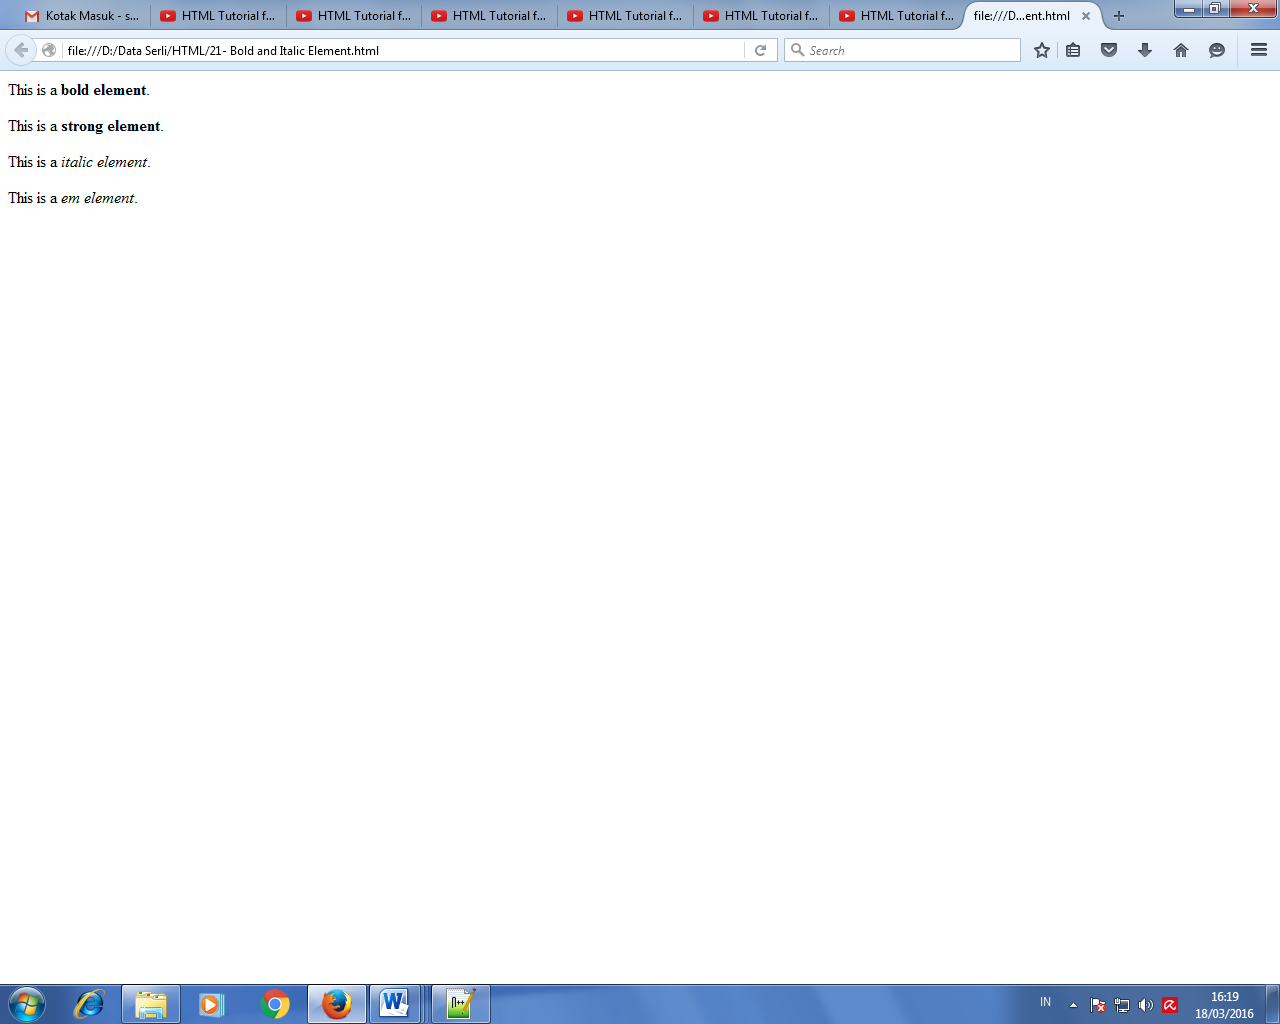 Kotak Masuk - s...
HTML Tutorial f...
HTML Tutorial f...
HTML Tutorial f...
HTML Tutorial f...
HTML Tutorial f...
HTML Tutorial f...
file:///D...ent.html
file:///D:/Data Serli/HTML/21- Bold and Italic Element.html
Search
This is a bold element.
This is a strong element.
This is a italic element.
This is a em element.
IN
16:19
18/03/2016